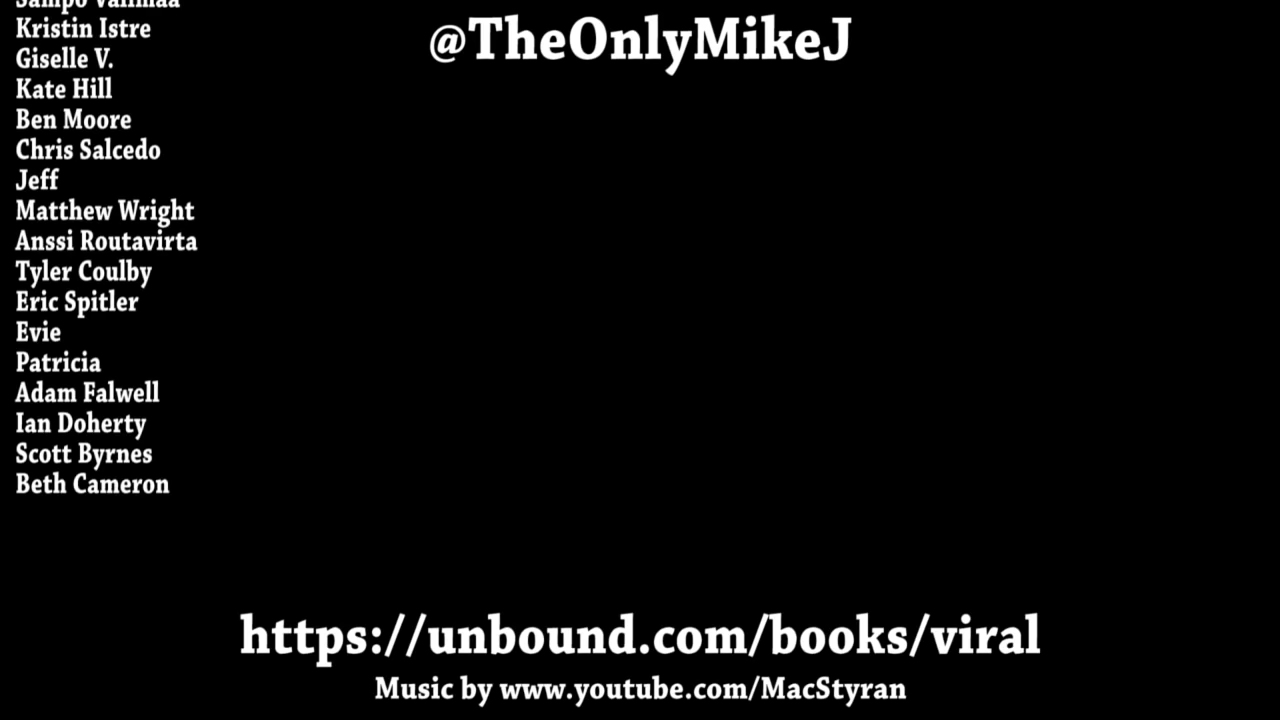 Kristin Istre
Giselle V.
Kate Hill
Ben Moore
Chris Salcedo
Jeff
Matthew Wright
Anssi Routavirta
Tyler Coulby
Eric Spitler
Evie
Patricia
Adam Falwell
Ian Doherty
Scott Byrnes
Beth Cameron
@TheOnlyMikeJ
https://unbound.com/books/viral
Music by www.youtube.com/MacStyran